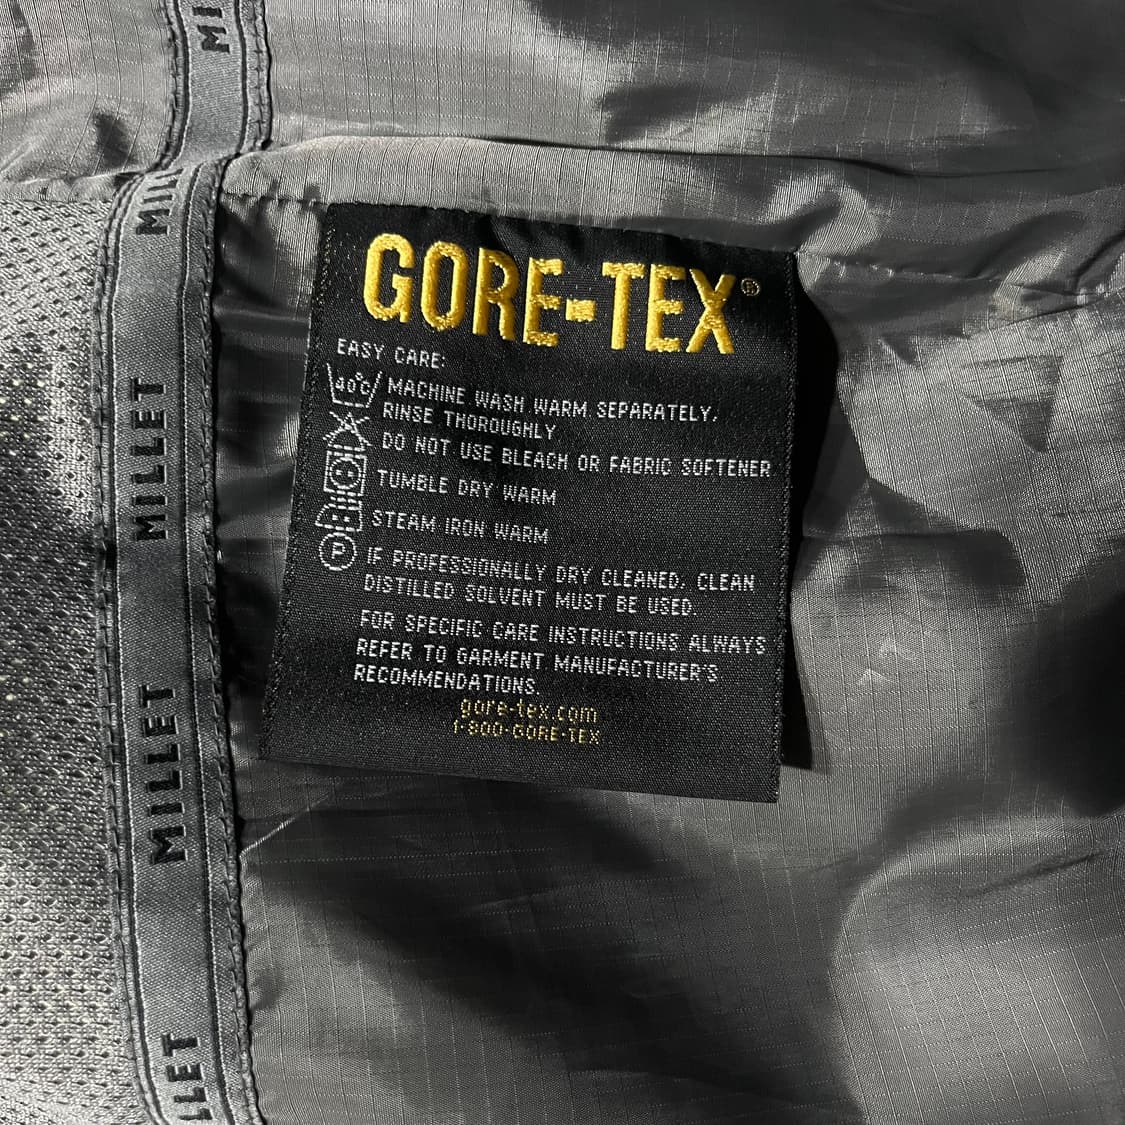 MILLET
GORE-TEX®
EASY CARE:
40°C MACHINE WASH WARM SEPARATELY,
RINSE THOROUGHLY
DO NOT USE BLEACH OR FABRIC SOFTENER
TUMBLE DRY WARM
STEAM IRON WARM
P IF PROFESSIONALLY DRY CLEANED, CLEAN
DISTILLED SOLVENT MUST BE USED.
FOR SPECIFIC CARE INSTRUCTIONS ALWAYS
REFER TO GARMENT MANUFACTURER'S
RECOMMENDATIONS.
gore-tex.com
1-800-GORE-TEX
MILLET